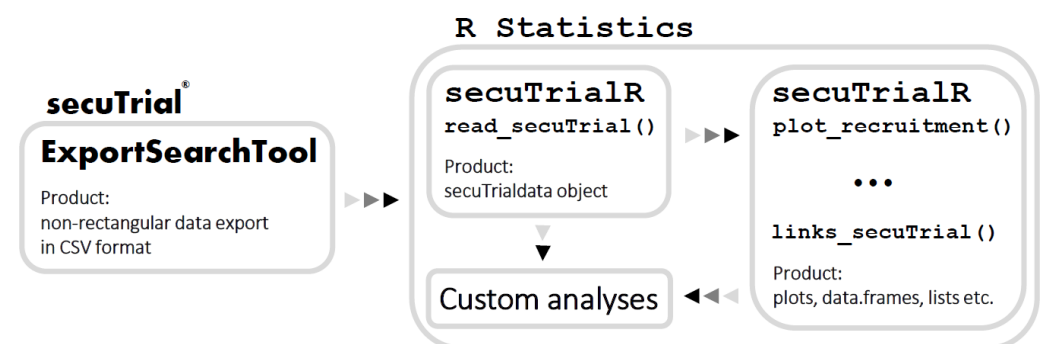 R Statistics
secuTrial®
ExportSearchTool
Product:
non-rectangular data export
in CSV format
secuTrialR
read_secuTrial()
Product:
secuTrialdata object
secuTrialR
plot_recruitment()
...
links_secuTrial()
Product:
plots, data.frames, lists etc.
Custom analyses